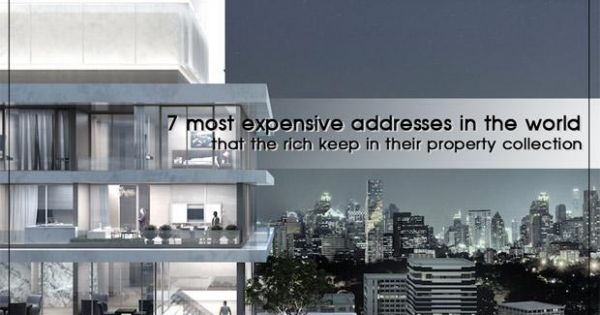 7 most expensive addresses in the world
that the rich keep in their property collection